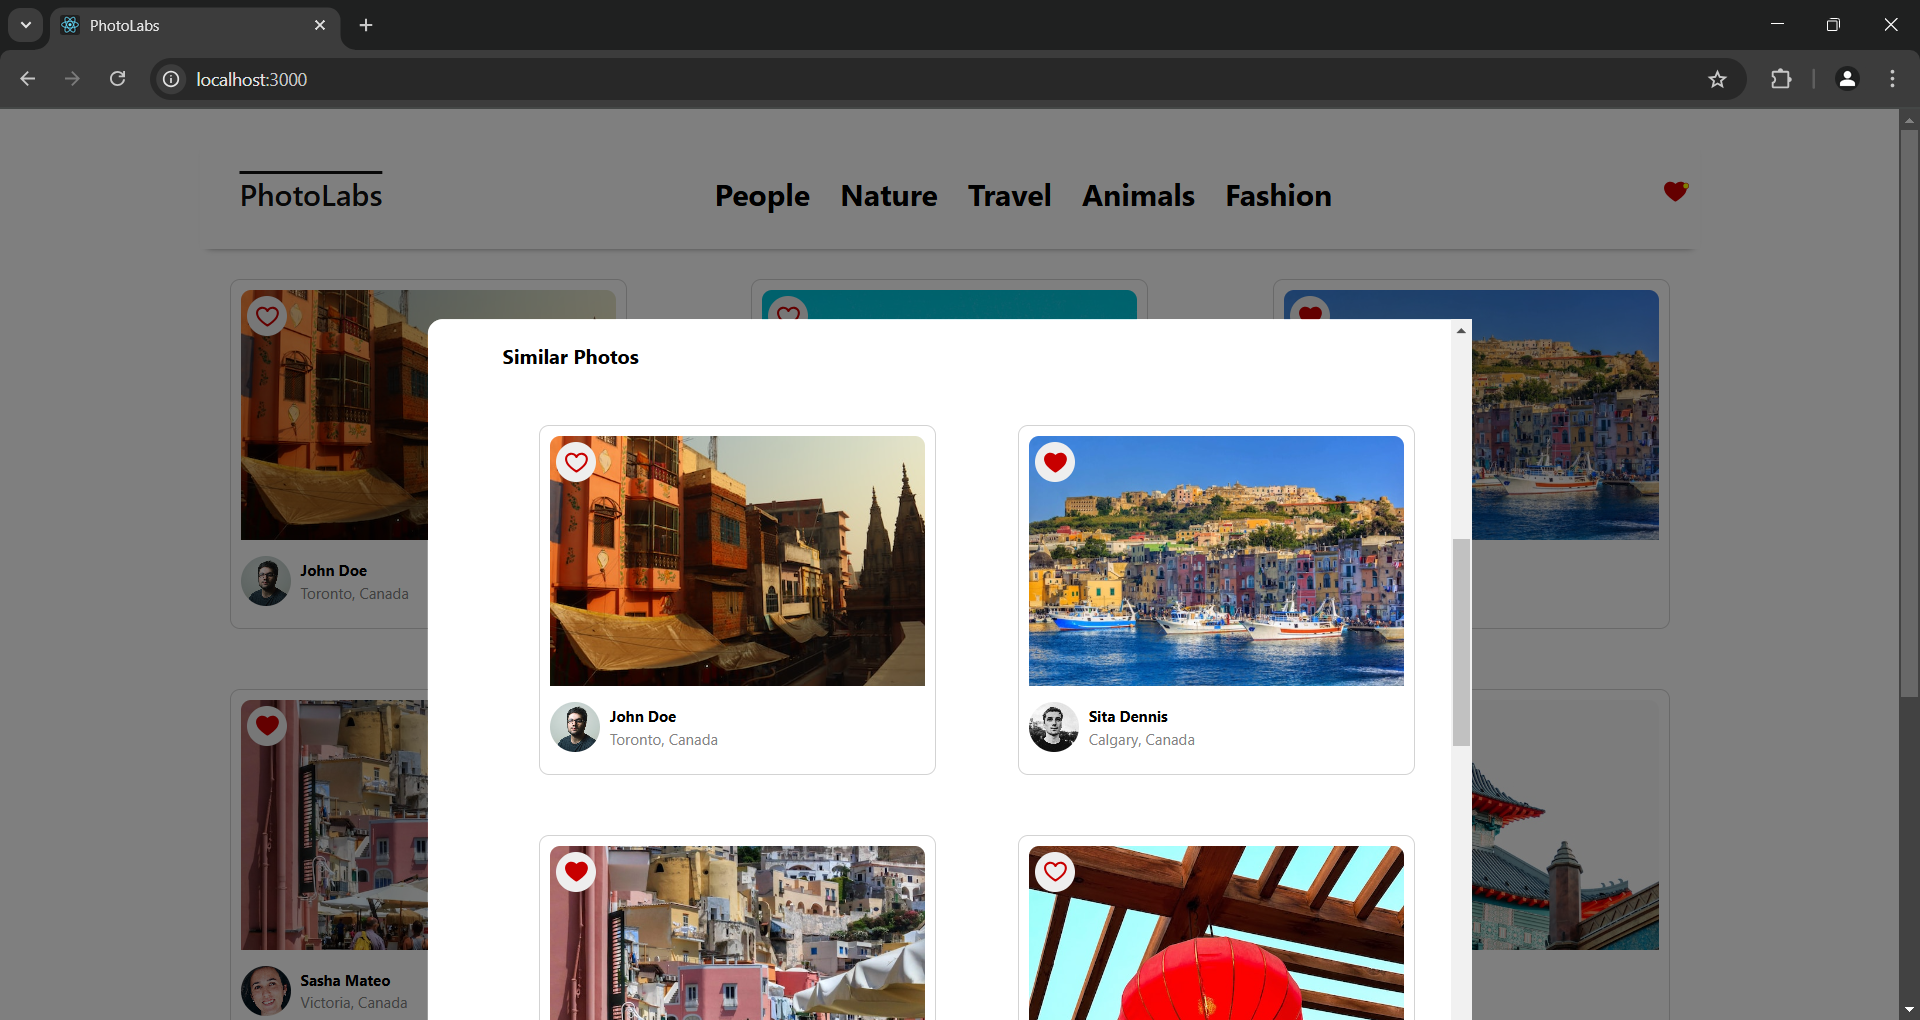 PhotoLabs
localhost:3000
PhotoLabs
People Nature Travel Animals Fashion
Similar Photos
John Doe
Toronto, Canada
John Doe
Toronto, Canada
Sita Dennis
Calgary, Canada
Sasha Mateo
Victoria, Canada